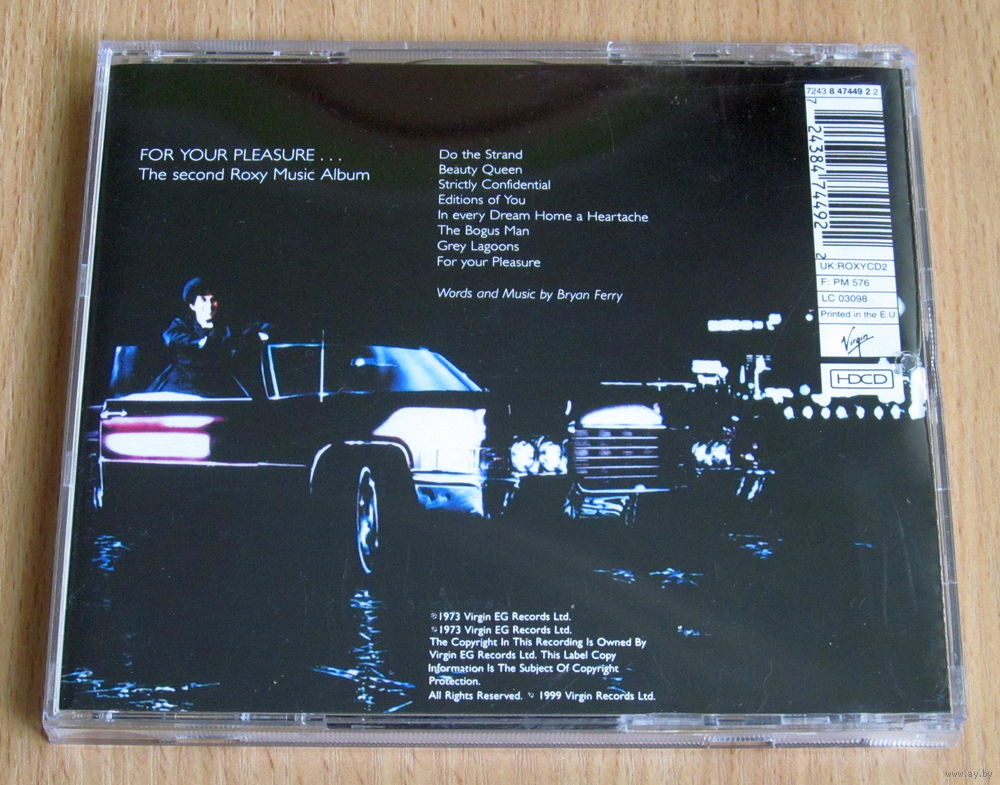 FOR YOUR PLEASURE . . .
The second Roxy Music Album
Do the Strand
Beauty Queen
Strictly Confidential
Editions of You
In every Dream Home a Heartache
The Bogus Man
Grey Lagoons
For your Pleasure
Words and Music by Bryan Ferry
7243 8 47449 2 2
7 24384 74492 2
UK:ROXYCD2
F: PM 576
LC 03098
Printed in the E.U.
Virgin
HDCD
℗1973 Virgin EG Records Ltd.
©1973 Virgin EG Records Ltd.
The Copyright In This Recording Is Owned By
Virgin EG Records Ltd. This Label Copy
Information Is The Subject Of Copyright
Protection.
All Rights Reserved. © 1999 Virgin Records Ltd.
www.ay.by